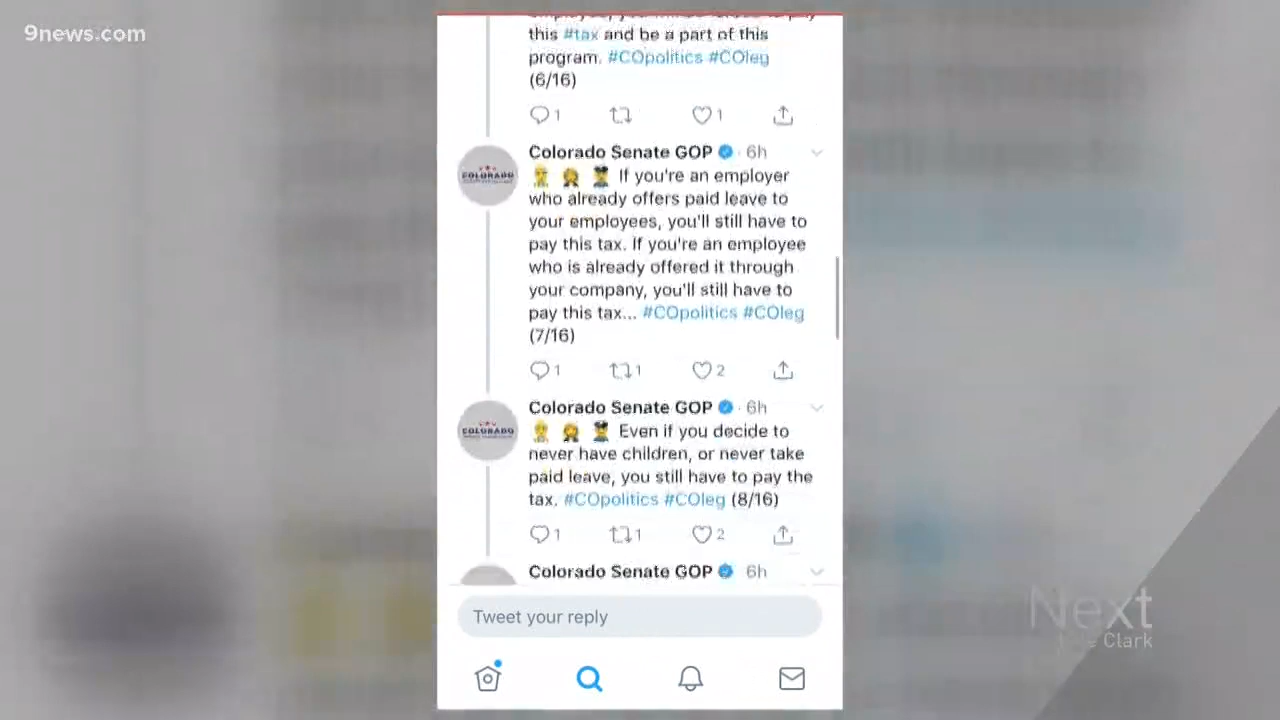 9news.com
this #tax and be a part of this
program. #COpolitics #COleg
(6/16)
1
1
Colorado Senate GOP · 6h
COLORADO
If you're an employer
who already offers paid leave to
your employees, you'll still have to
pay this tax. If you're an employee
who is already offered it through
your company, you'll still have to
pay this tax... #COpolitics #COleg
(7/16)
1
1
2
Colorado Senate GOP · 6h
COLORADO
Even if you decide to
never have children, or never take
paid leave, you still have to pay the
tax. #COpolitics #COleg (8/16)
1
1
2
Colorado Senate GOP · 6h
Tweet your reply
Next
Clark